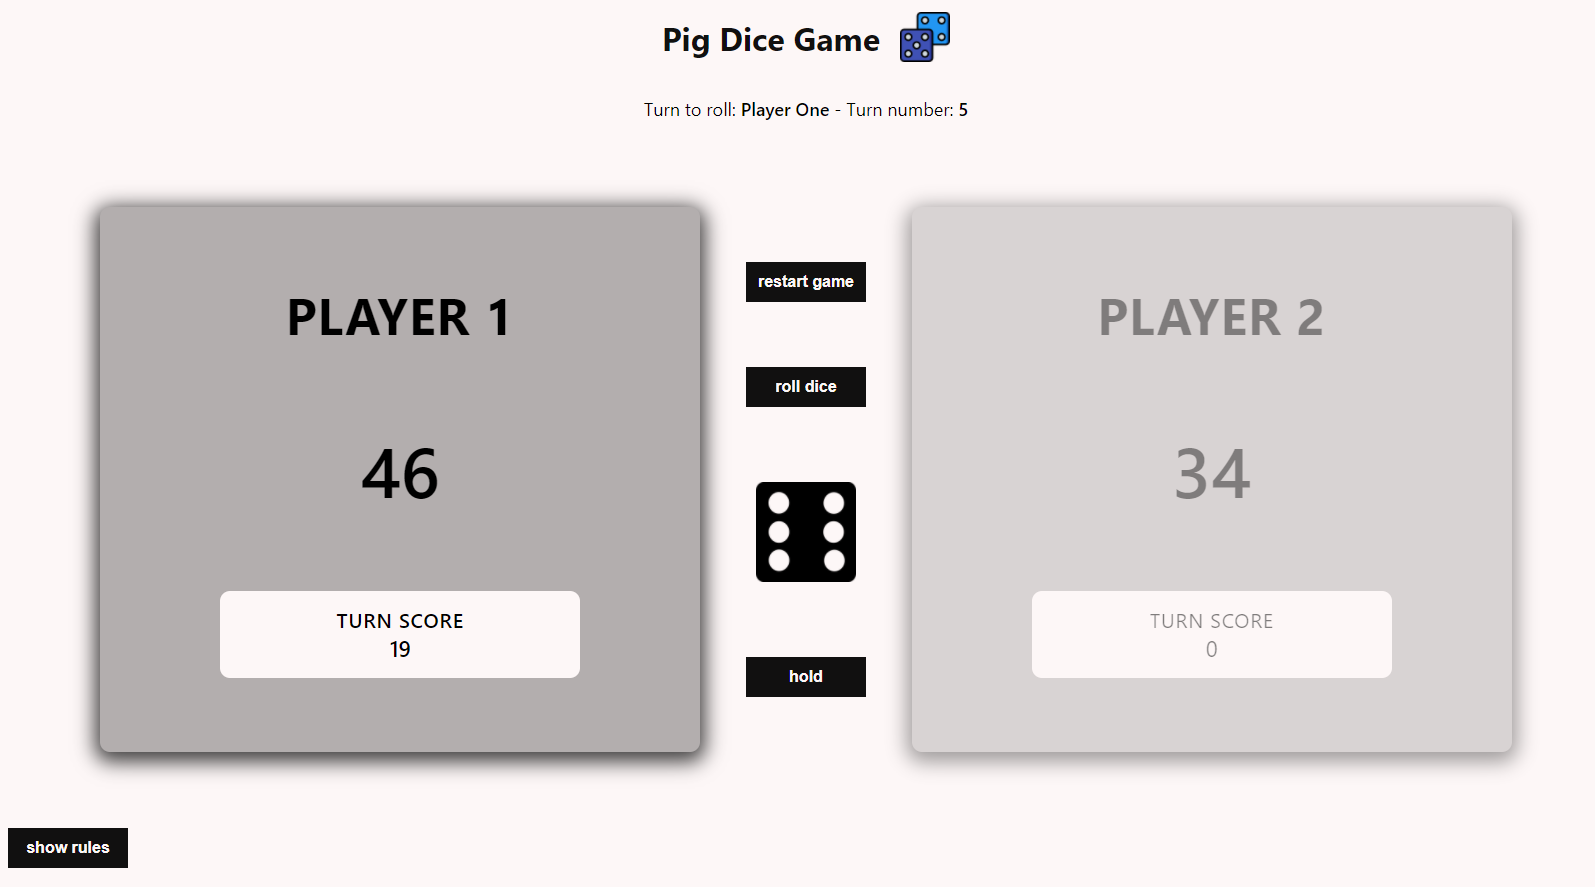 Pig Dice Game
Turn to roll: Player One - Turn number: 5
PLAYER 1
46
TURN SCORE
19
restart game
roll dice
hold
PLAYER 2
34
TURN SCORE
0
show rules